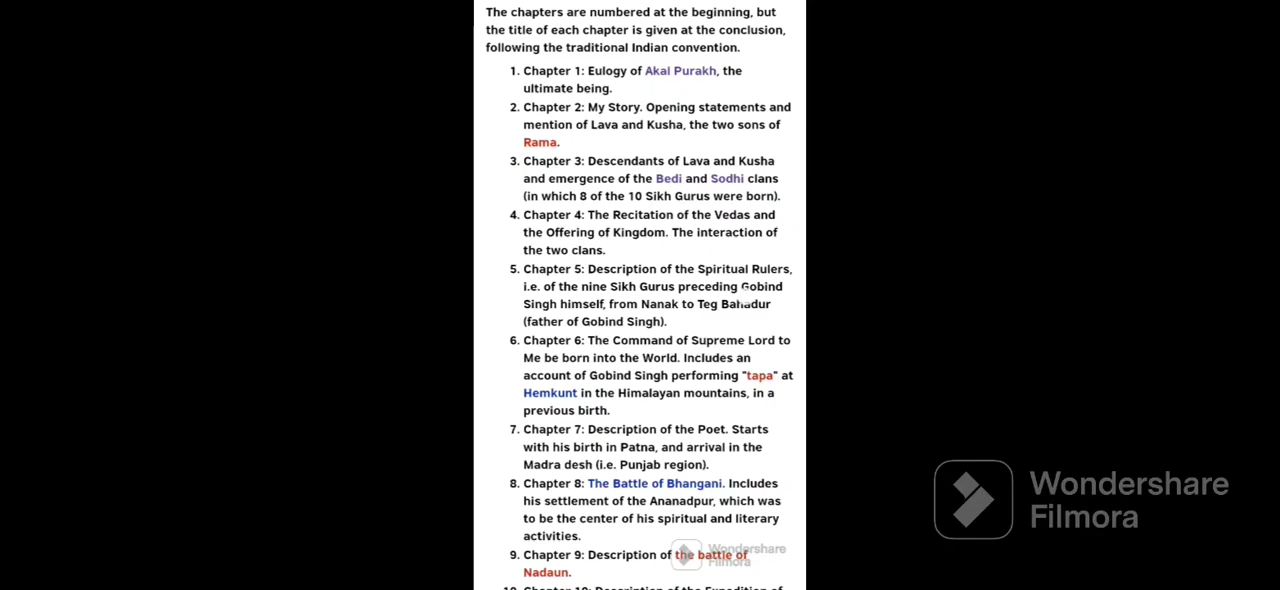 The chapters are numbered at the beginning, but
the title of each chapter is given at the conclusion,
following the traditional Indian convention.
1. Chapter 1: Eulogy of Akal Purakh, the
ultimate being.
2. Chapter 2: My Story. Opening statements and
mention of Lava and Kusha, the two sons of
Rama.
3. Chapter 3: Descendants of Lava and Kusha
and emergence of the Bedi and Sodhi clans
(in which 8 of the 10 Sikh Gurus were born).
4. Chapter 4: The Recitation of the Vedas and
the Offering of Kingdom. The interaction of
the two clans.
5. Chapter 5: Description of the Spiritual Rulers,
i.e. of the nine Sikh Gurus preceding Gobind
Singh himself, from Nanak to Teg Bahadur
(father of Gobind Singh).
6. Chapter 6: The Command of Supreme Lord to
Me be born into the World. Includes an
account of Gobind Singh performing "tapa" at
Hemkunt in the Himalayan mountains, in a
previous birth.
7. Chapter 7: Description of the Poet. Starts
with his birth in Patna, and arrival in the
Madra desh (i.e. Punjab region).
8. Chapter 8: The Battle of Bhangani. Includes
his settlement of the Ananadpur, which was
to be the center of his spiritual and literary
activities.
9. Chapter 9: Description of the battle of
Nadaun.
10. Chapter 10: Description of the Expedition of
Wondershare
Filmora
Wondershare
Filmora